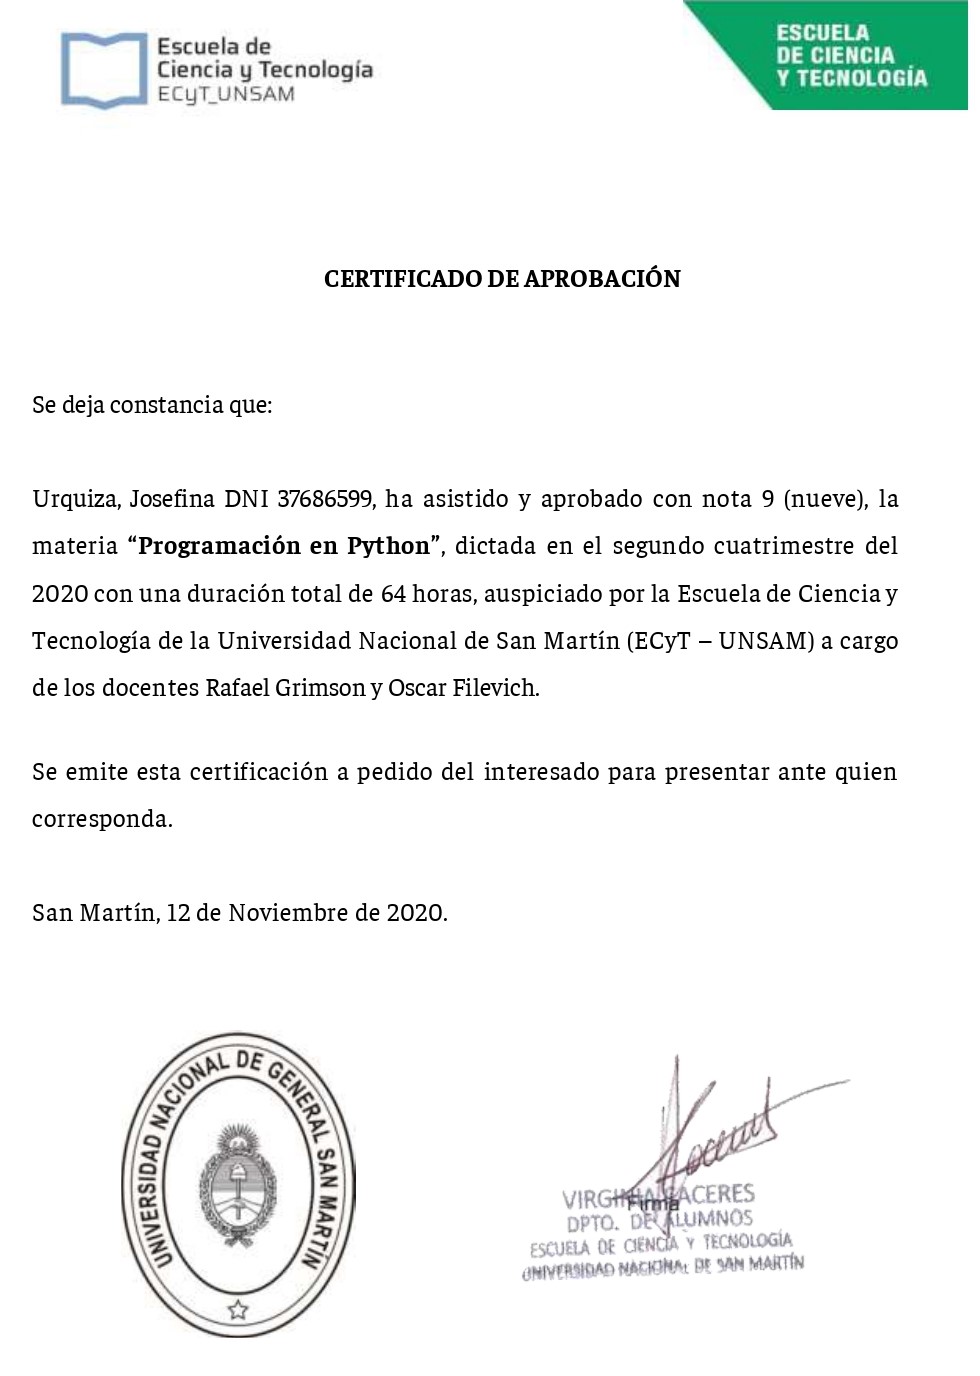 Escuela de
Ciencia y Tecnología
ECyT_UNSAM
ESCUELA
DE CIENCIA
Y TECNOLOGÍA
CERTIFICADO DE APROBACIÓN
Se deja constancia que:
Urquiza, Josefina DNI 37686599, ha asistido y aprobado con nota 9 (nueve), la
materia “Programación en Python”, dictada en el segundo cuatrimestre del
2020 con una duración total de 64 horas, auspiciado por la Escuela de Ciencia y
Tecnología de la Universidad Nacional de San Martín (ECyT – UNSAM) a cargo
de los docentes Rafael Grimson y Oscar Filevich.
Se emite esta certificación a pedido del interesado para presentar ante quien
corresponda.
San Martín, 12 de Noviembre de 2020.
UNIVERSIDAD NACIONAL DE GENERAL SAN MARTÍN
VIRGINIA CACERES
Firma
DPTO. DE ALUMNOS
ESCUELA DE CIENCIA Y TECNOLOGÍA
UNIVERSIDAD NACIONAL DE SAN MARTÍN